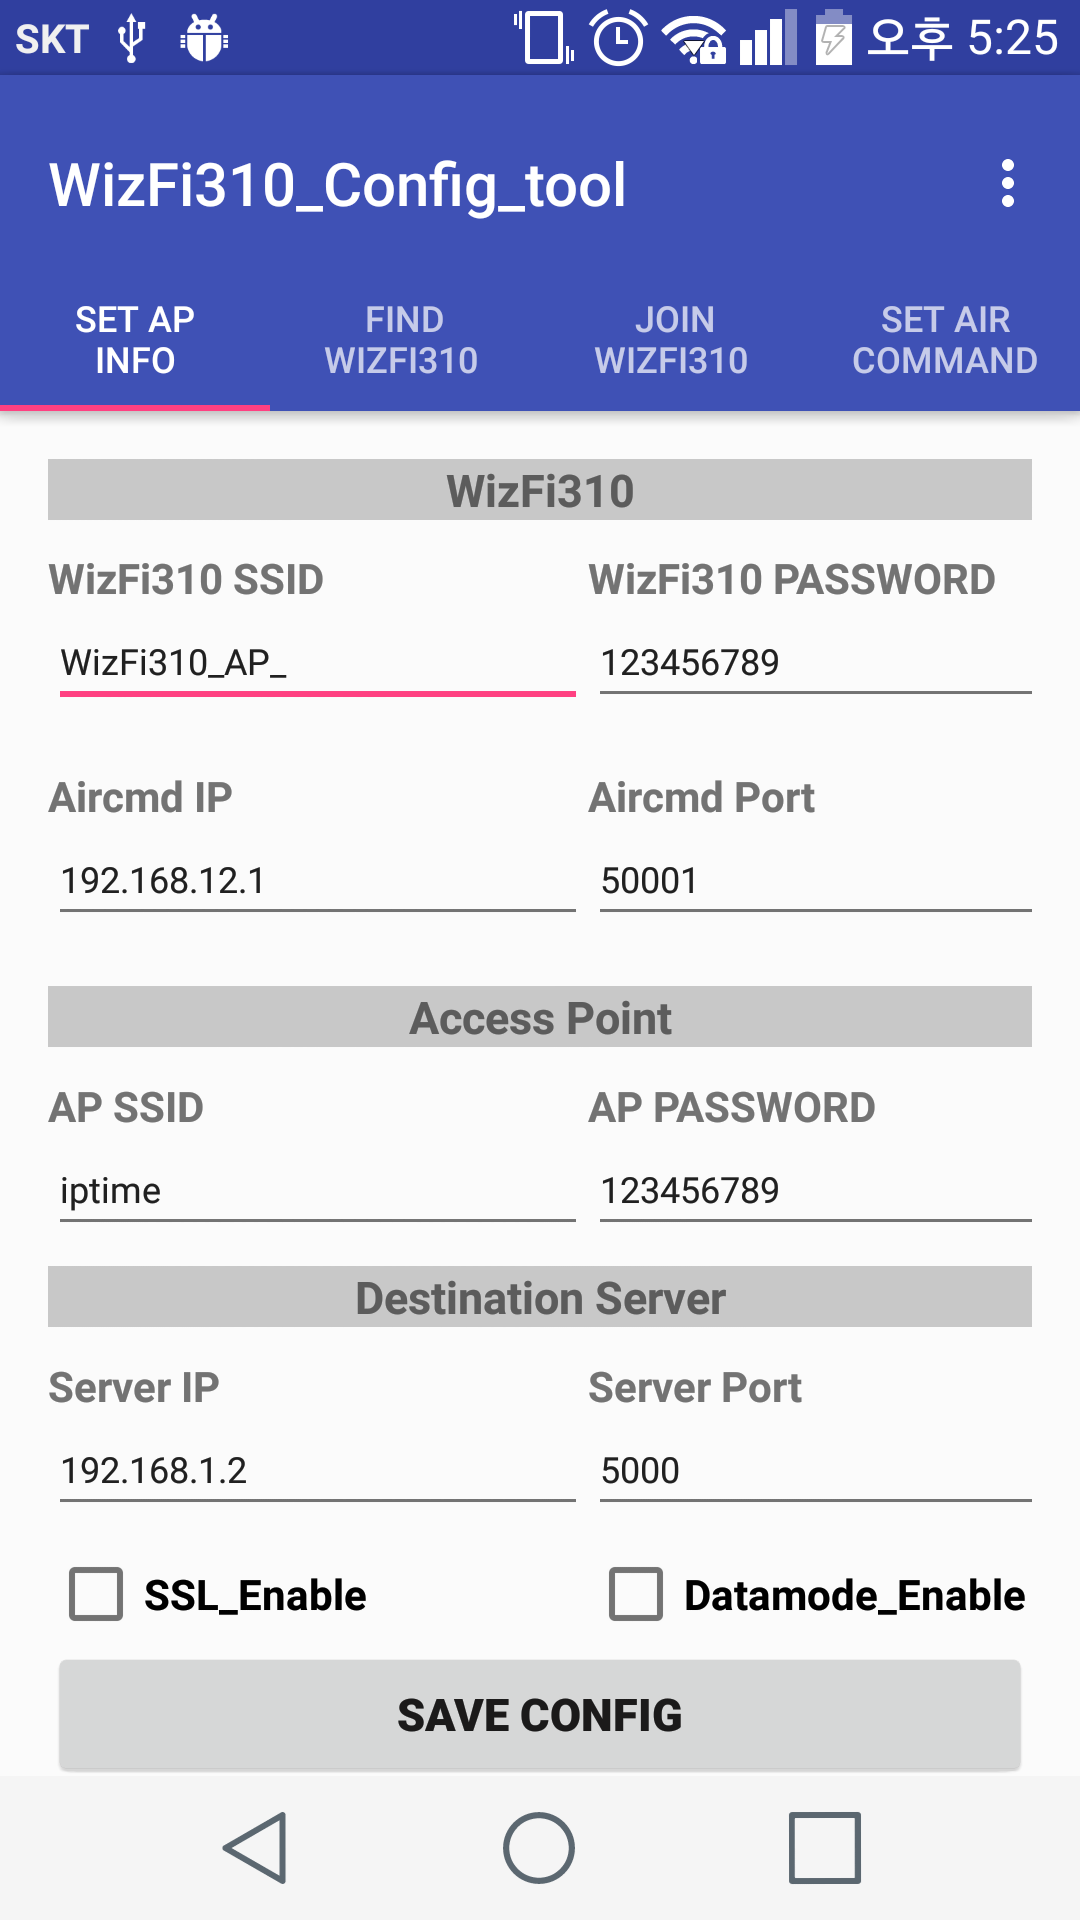 SKT 오후 5:25
WizFi310_Config_tool
SET AP INFO
FIND WIZFI310
JOIN WIZFI310
SET AIR COMMAND
WizFi310
WizFi310 SSID WizFi310 PASSWORD
WizFi310_AP_ 123456789
Aircmd IP Aircmd Port
192.168.12.1 50001
Access Point
AP SSID AP PASSWORD
iptime 123456789
Destination Server
Server IP Server Port
192.168.1.2 5000
SSL_Enable Datamode_Enable
SAVE CONFIG